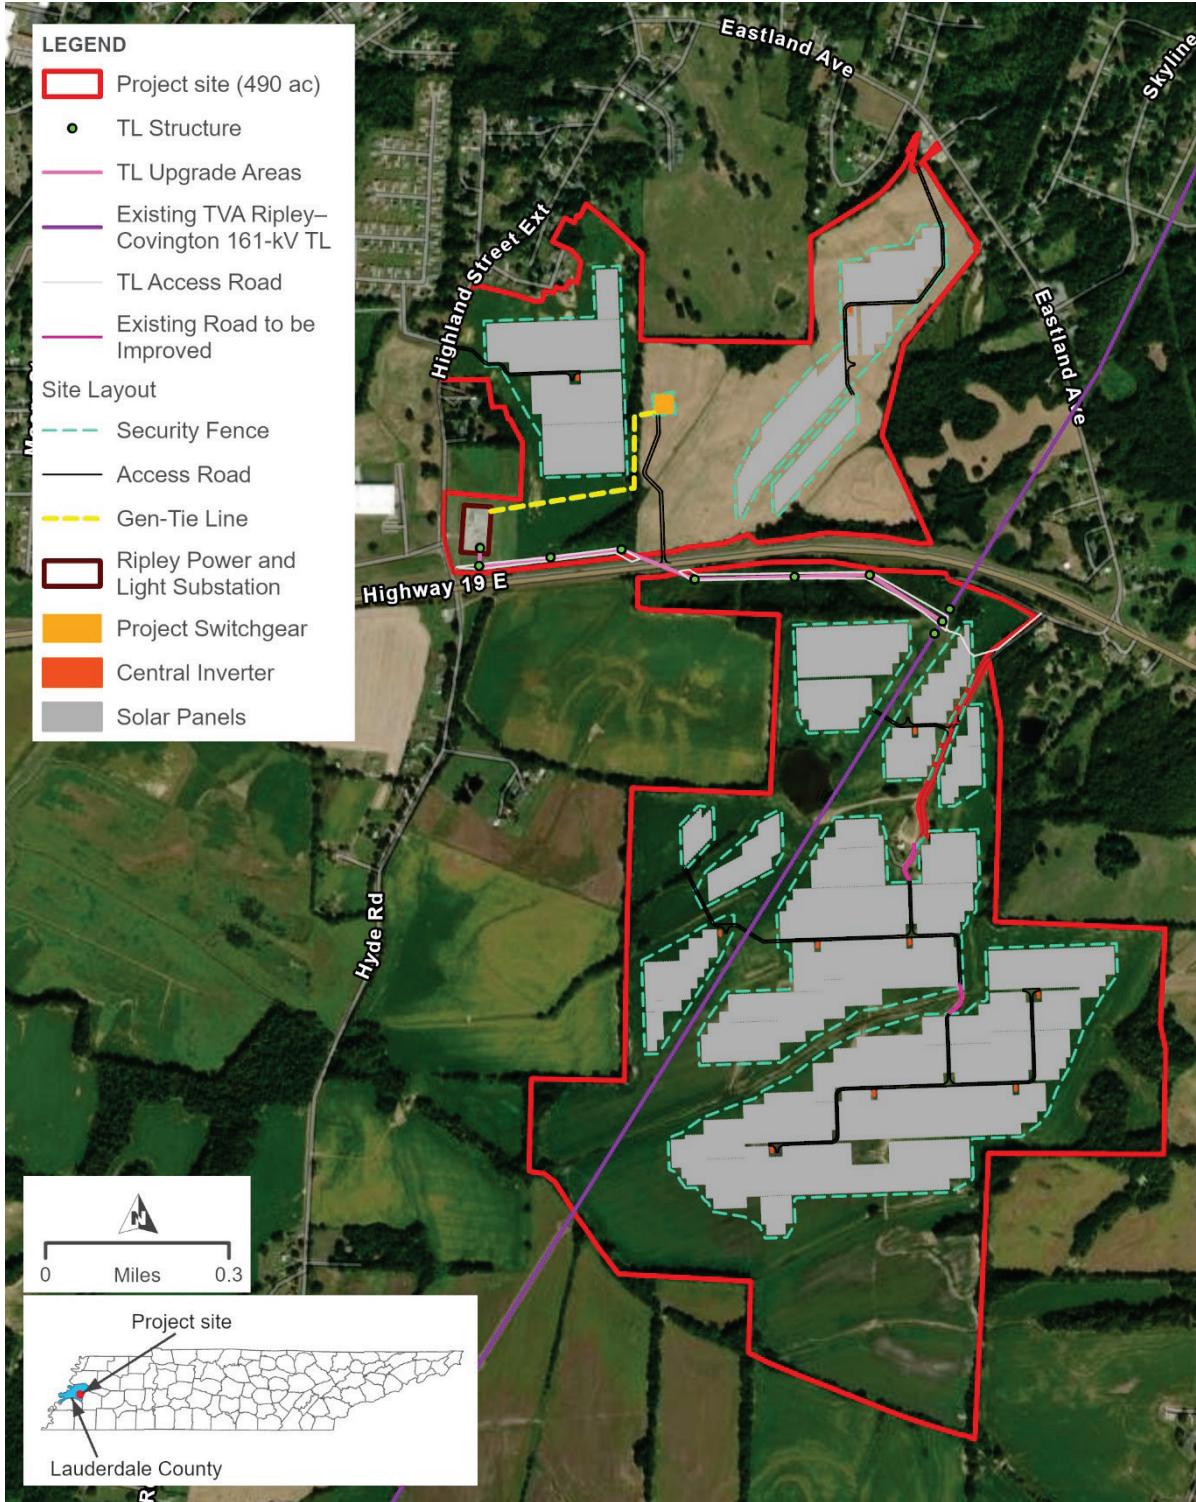 LEGEND
Project site (490 ac)
TL Structure
TL Upgrade Areas
Existing TVA Ripley–
Covington 161-kV TL
TL Access Road
Existing Road to be
Improved
Site Layout
Security Fence
Access Road
Gen-Tie Line
Ripley Power and
Light Substation
Project Switchgear
Central Inverter
Solar Panels
Eastland Ave
Skyline
Highland Street Ext
Eastland Ave
Highway 19 E
Hyde Rd
N
0 Miles 0.3
Project site
Lauderdale County
R